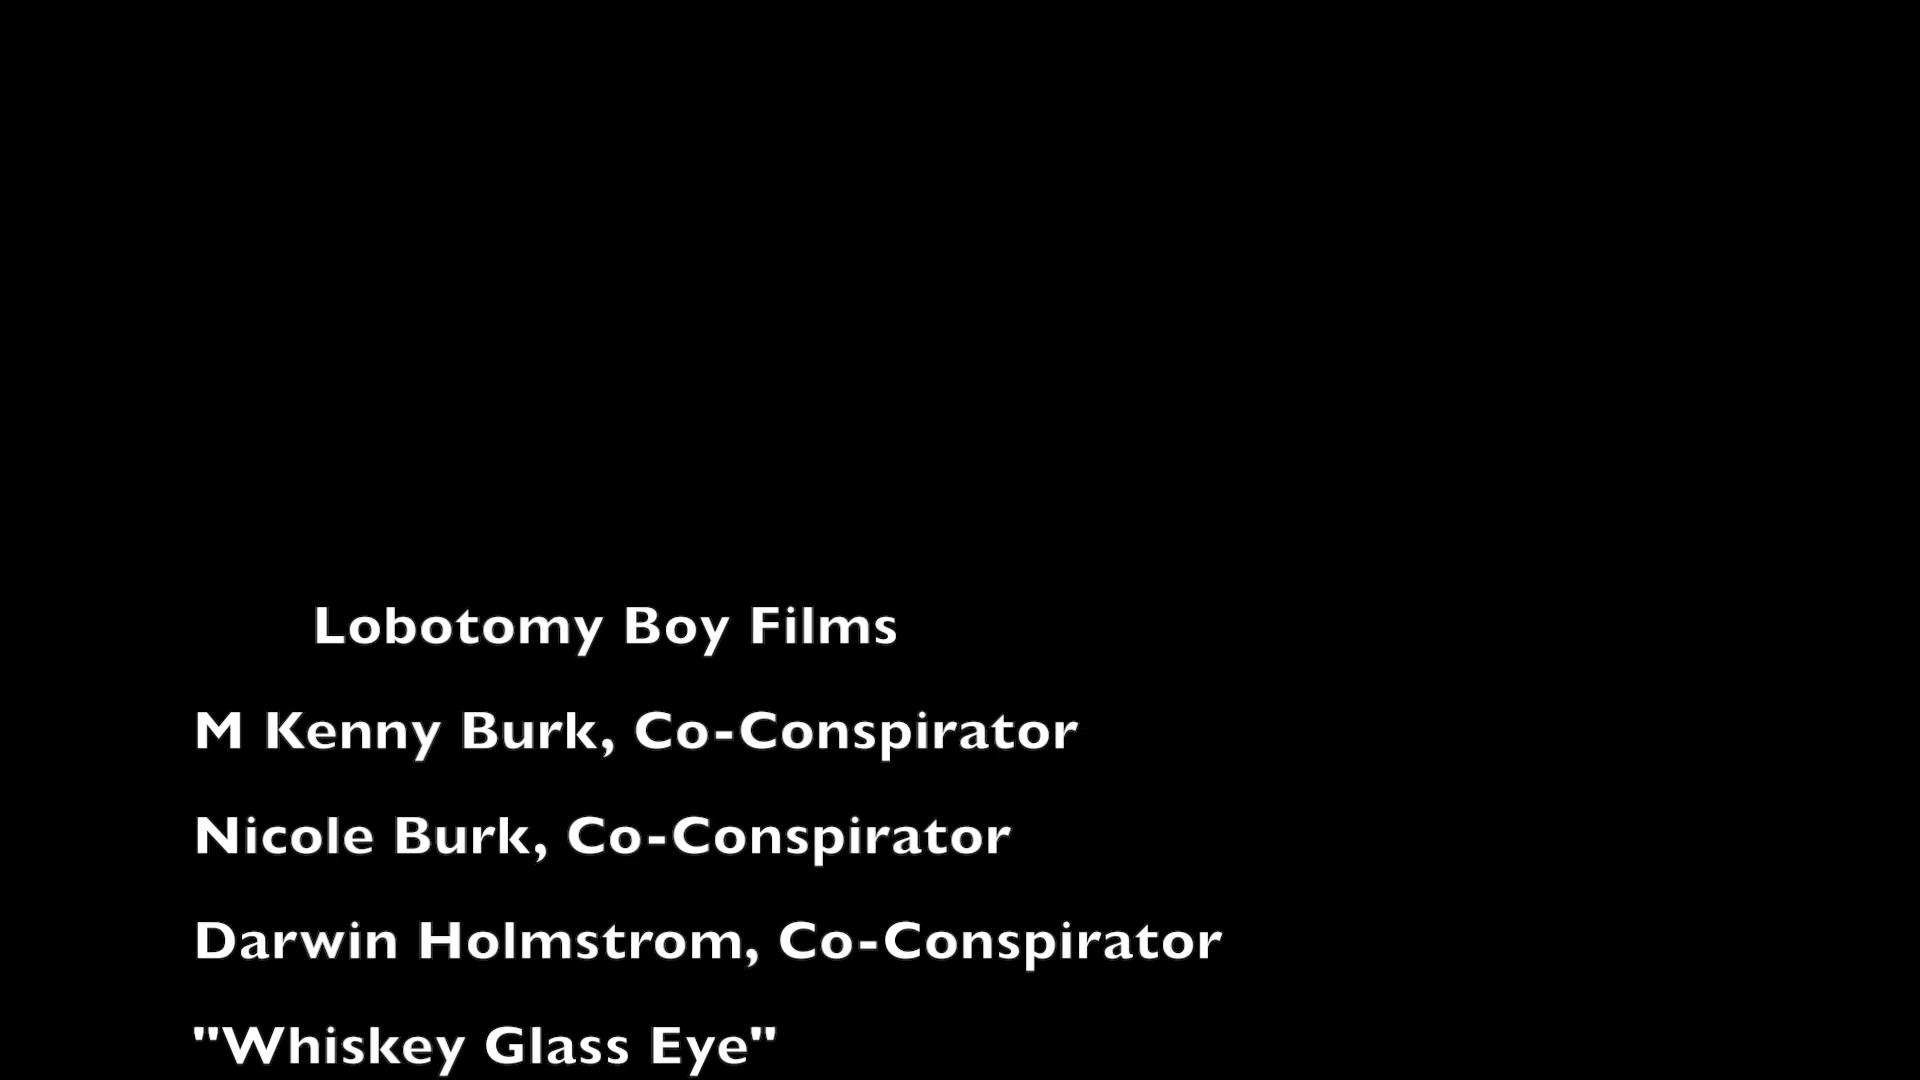 Lobotomy Boy Films
M Kenny Burk, Co-Conspirator
Nicole Burk, Co-Conspirator
Darwin Holmstrom, Co-Conspirator
"Whiskey Glass Eye"